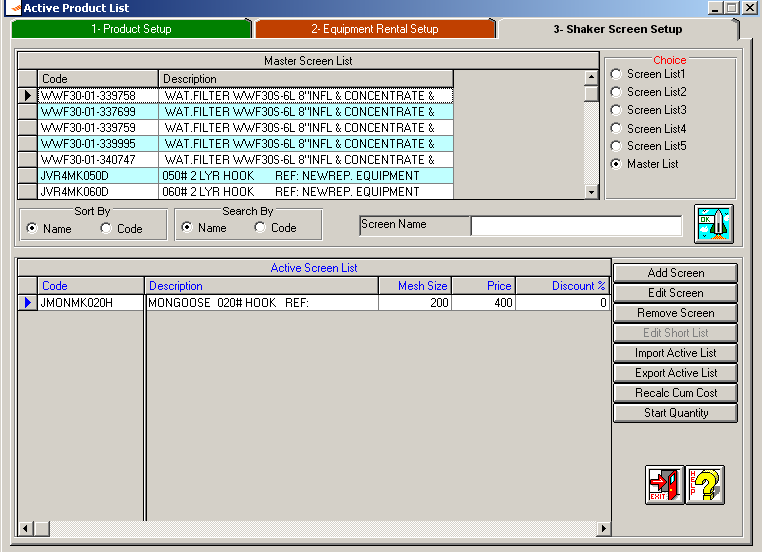 Active Product List
1- Product Setup
2- Equipment Rental Setup
3- Shaker Screen Setup
Master Screen List
Code Description
WWF30-01-339758 WAT.FILTER WWF30S-6L 8"INFL & CONCENTRATE &
WWF30-01-337699 WAT.FILTER WWF30S-6L 8"INFL & CONCENTRATE &
WWF30-01-339759 WAT.FILTER WWF30S-6L 8"INFL & CONCENTRATE &
WWF30-01-339995 WAT.FILTER WWF30S-6L 8"INFL & CONCENTRATE &
WWF30-01-340747 WAT.FILTER WWF30S-6L 8"INFL & CONCENTRATE &
JVR4MK050D 050# 2 LYR HOOK REF: NEWREP. EQUIPMENT
JVR4MK060D 060# 2 LYR HOOK REF: NEWREP. EQUIPMENT
Choice
Screen List1
Screen List2
Screen List3
Screen List4
Screen List5
Master List
Sort By
Name Code
Search By
Name Code
Screen Name
OK
Active Screen List
Code Description Mesh Size Price Discount %
JMONMK020H MONGOOSE 020# HOOK REF: 200 400 0
Add Screen
Edit Screen
Remove Screen
Edit Short List
Import Active List
Export Active List
Recalc Cum Cost
Start Quantity
EXIT
HELP